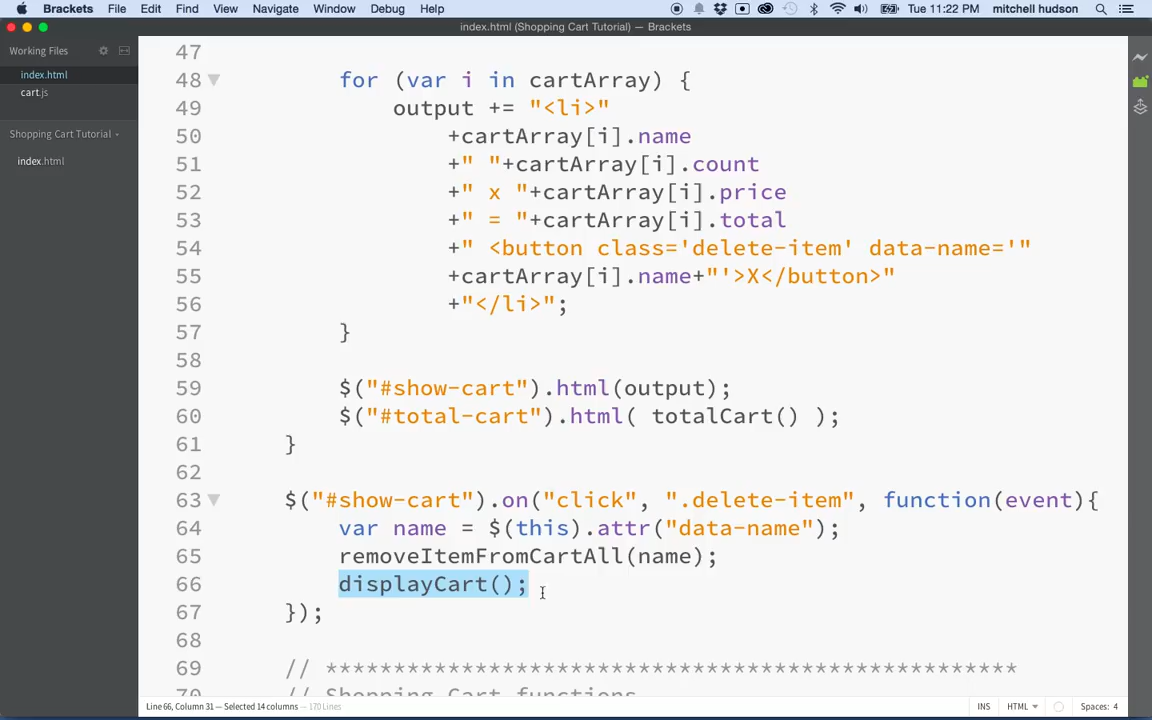 Brackets File Edit Find View Navigate Window Debug Help Tue 11:22 PM mitchell hudson
index.html (Shopping Cart Tutorial) — Brackets
Working Files
index.html
cart.js
Shopping Cart Tutorial
index.html
47
48 for (var i in cartArray) {
49 output += "<li>"
50 +cartArray[i].name
51 +" "+cartArray[i].count
52 +" x "+cartArray[i].price
53 +" = "+cartArray[i].total
54 +" <button class='delete-item' data-name='"
55 +cartArray[i].name+"'>X</button>"
56 +"</li>";
57 }
58
59 $("#show-cart").html(output);
60 $("#total-cart").html( totalCart() );
61 }
62
63 $("#show-cart").on("click", ".delete-item", function(event){
64 var name = $(this).attr("data-name");
65 removeItemFromCartAll(name);
66 displayCart();
67 });
68
69 // ***************************************************
70 // Shopping Cart functions
Line 66, Column 31 — Selected 14 columns — 170 Lines INS HTML Spaces: 4